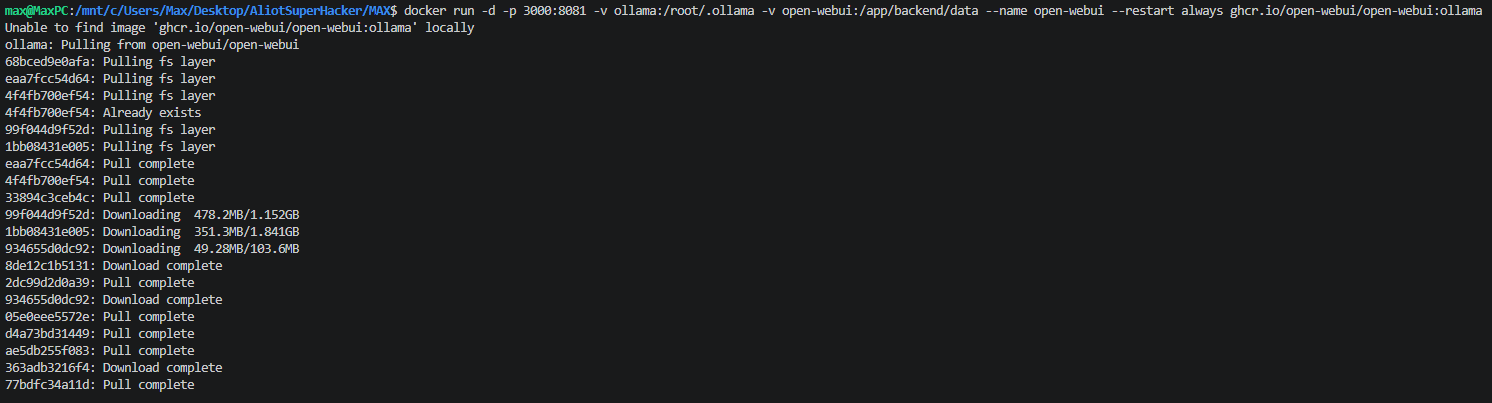 max@MaxPC:/mnt/c/Users/Max/Desktop/AliotSuperHacker/MAX$ docker run -d -p 3000:8081 -v ollama:/root/.ollama -v open-webui:/app/backend/data --name open-webui --restart always ghcr.io/open-webui/open-webui:ollama
Unable to find image 'ghcr.io/open-webui/open-webui:ollama' locally
ollama: Pulling from open-webui/open-webui
68bced9e0afa: Pulling fs layer
eaa7fcc54d64: Pulling fs layer
4f4fb700ef54: Pulling fs layer
4f4fb700ef54: Already exists
99f044d9f52d: Pulling fs layer
1bb08431e005: Pulling fs layer
eaa7fcc54d64: Pull complete
4f4fb700ef54: Pull complete
33894c3ceb4c: Pull complete
99f044d9f52d: Downloading  478.2MB/1.152GB
1bb08431e005: Downloading  351.3MB/1.841GB
934655d0dc92: Downloading  49.28MB/103.6MB
8de12c1b5131: Download complete
2dc99d2d0a39: Pull complete
934655d0dc92: Download complete
05e0eee5572e: Pull complete
d4a73bd31449: Pull complete
ae5db255f083: Pull complete
363adb3216f4: Download complete
77bdfc34a11d: Pull complete